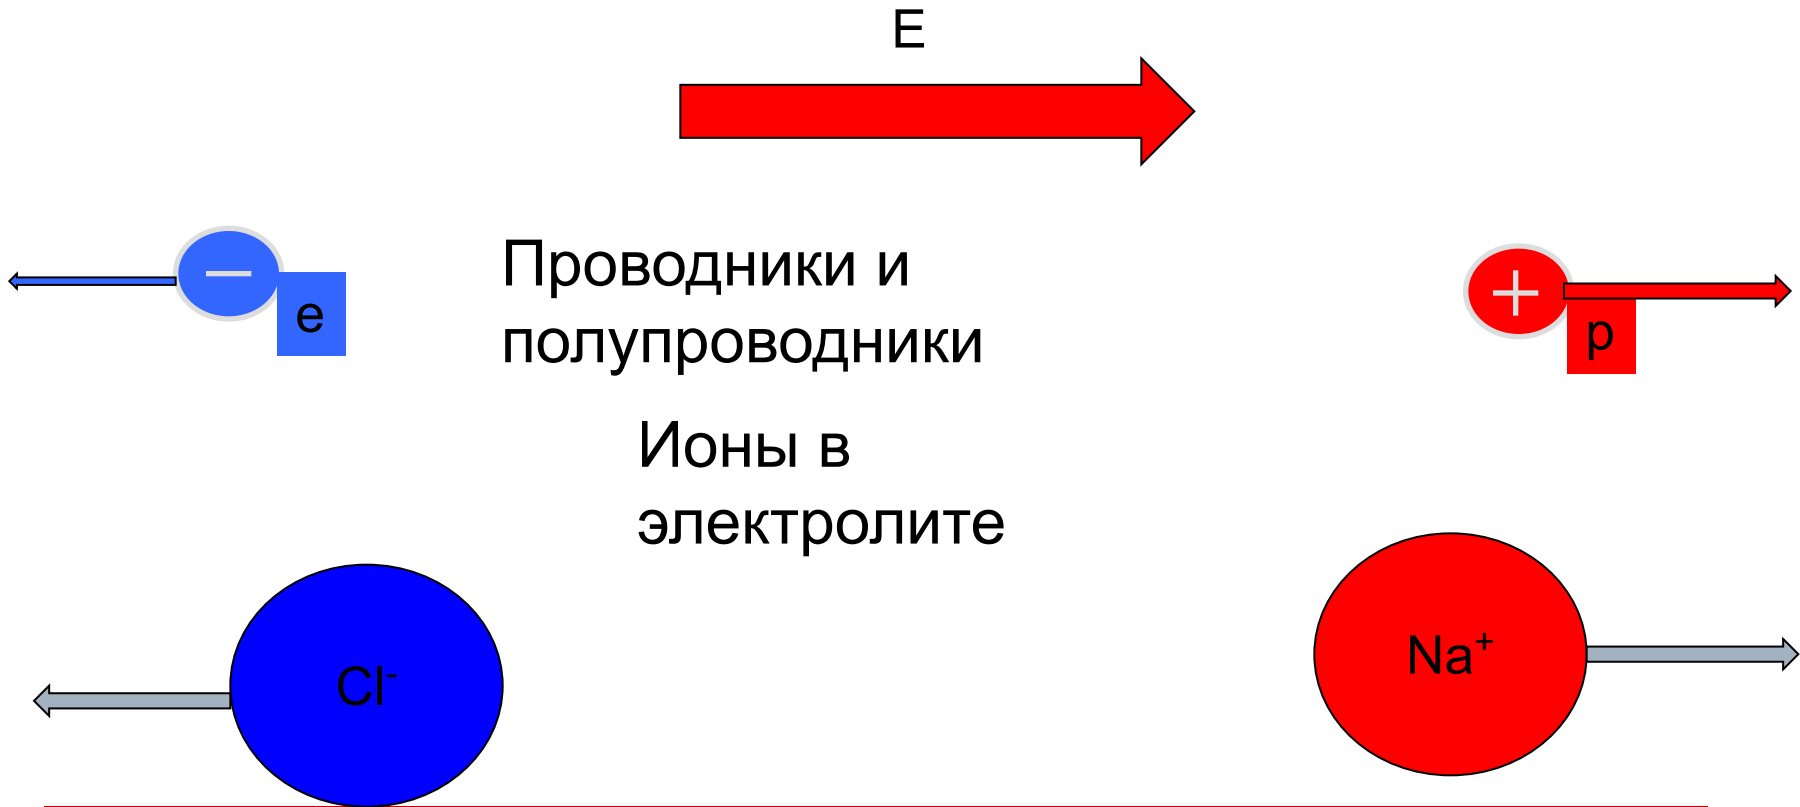 E
Проводники и
полупроводники
−
e
+
p
Ионы в
электролите
Cl⁻
Na⁺